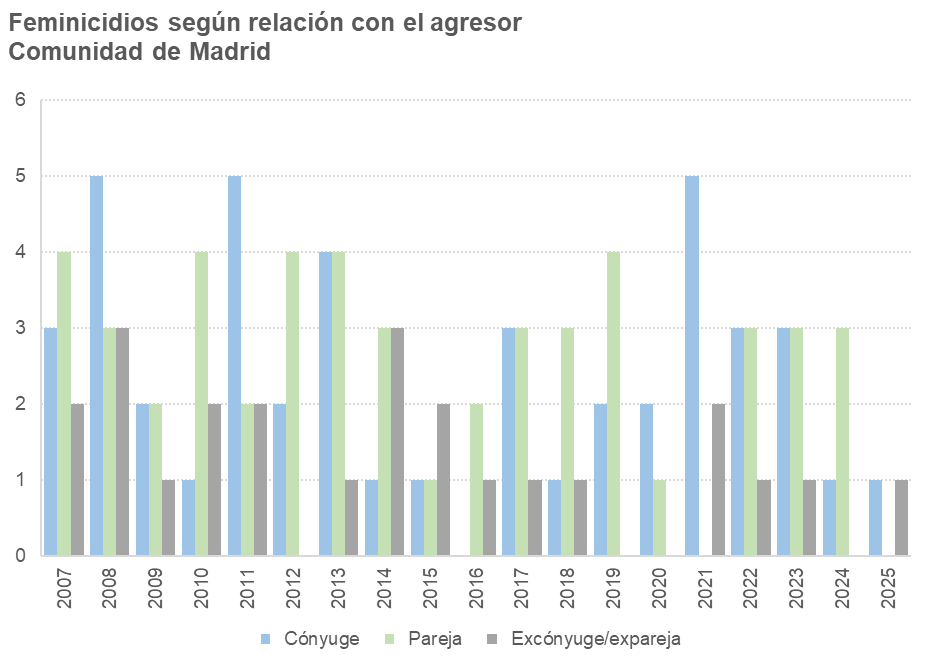 Feminicidios según relación con el agresor
Comunidad de Madrid
6
5
4
3
2
1
0
2007 2008 2009 2010 2011 2012 2013 2014 2015 2016 2017 2018 2019 2020 2021 2022 2023 2024 2025
Cónyuge Pareja Excónyuge/expareja